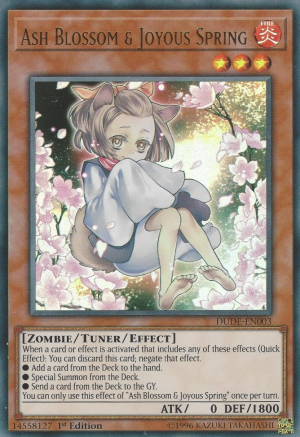 ASH BLOSSOM & JOYOUS SPRING
FIRE
炎
DUDE-EN003
[ZOMBIE/TUNER/EFFECT]
When a card or effect is activated that includes any of these effects (Quick
Effect): You can discard this card; negate that effect.
● Add a card from the Deck to the hand.
● Special Summon from the Deck.
● Send a card from the Deck to the GY.
You can only use this effect of "Ash Blossom & Joyous Spring" once per turn.
ATK/ 0 DEF/1800
14558127 1st Edition ©1996 KAZUKI TAKAHASHI